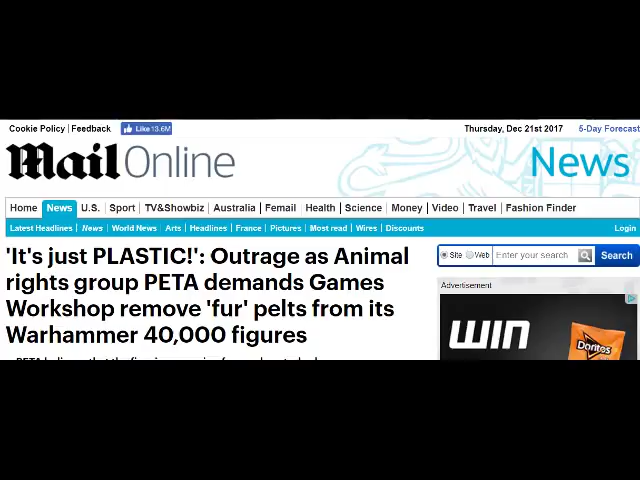 Cookie Policy | Feedback Like 13.6M Thursday, Dec 21st 2017 5-Day Forecast
Mail Online News
Home News U.S. Sport TV&Showbiz Australia Femail Health Science Money Video Travel Fashion Finder
Latest Headlines News World News Arts Headlines France Pictures Most read Wires Discounts Login
'It's just PLASTIC!': Outrage as Animal
rights group PETA demands Games
Workshop remove 'fur' pelts from its
Warhammer 40,000 figures
Site Web Enter your search Search
Advertisement
WIN
Doritos